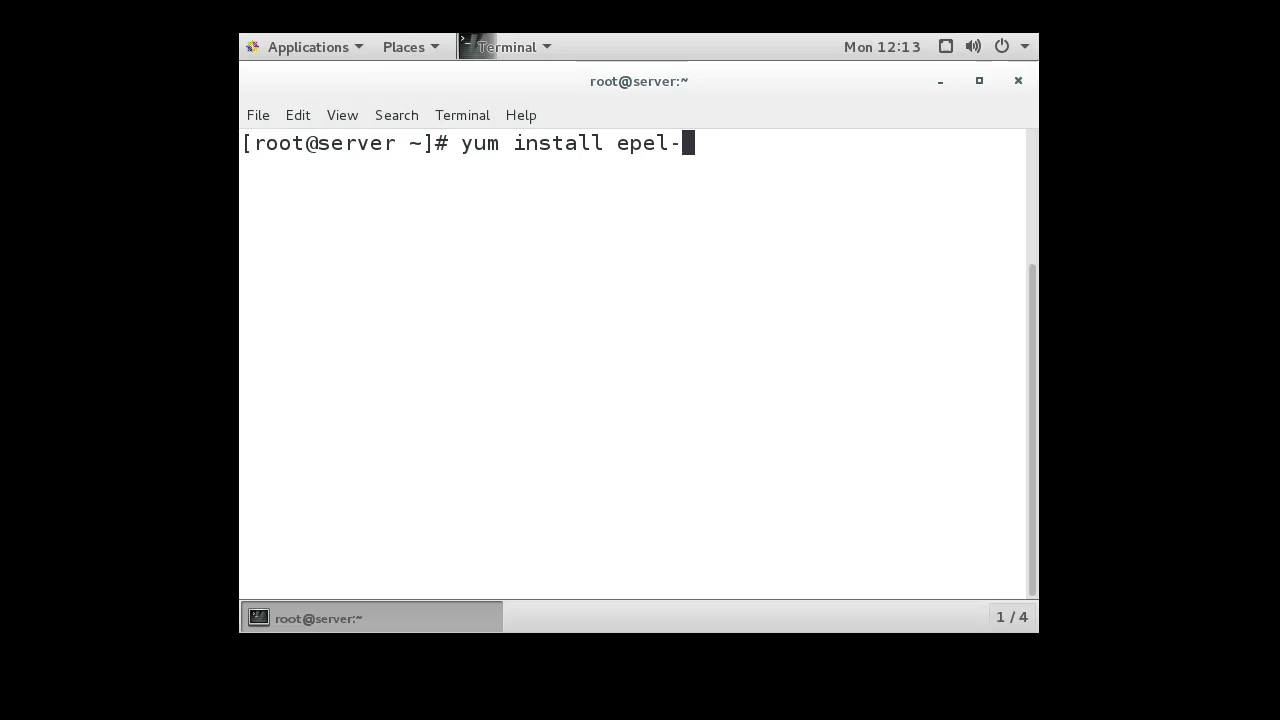 Applications Places Terminal Mon 12:13
root@server:~
File Edit View Search Terminal Help
[root@server ~]# yum install epel-
root@server:~ 1 / 4